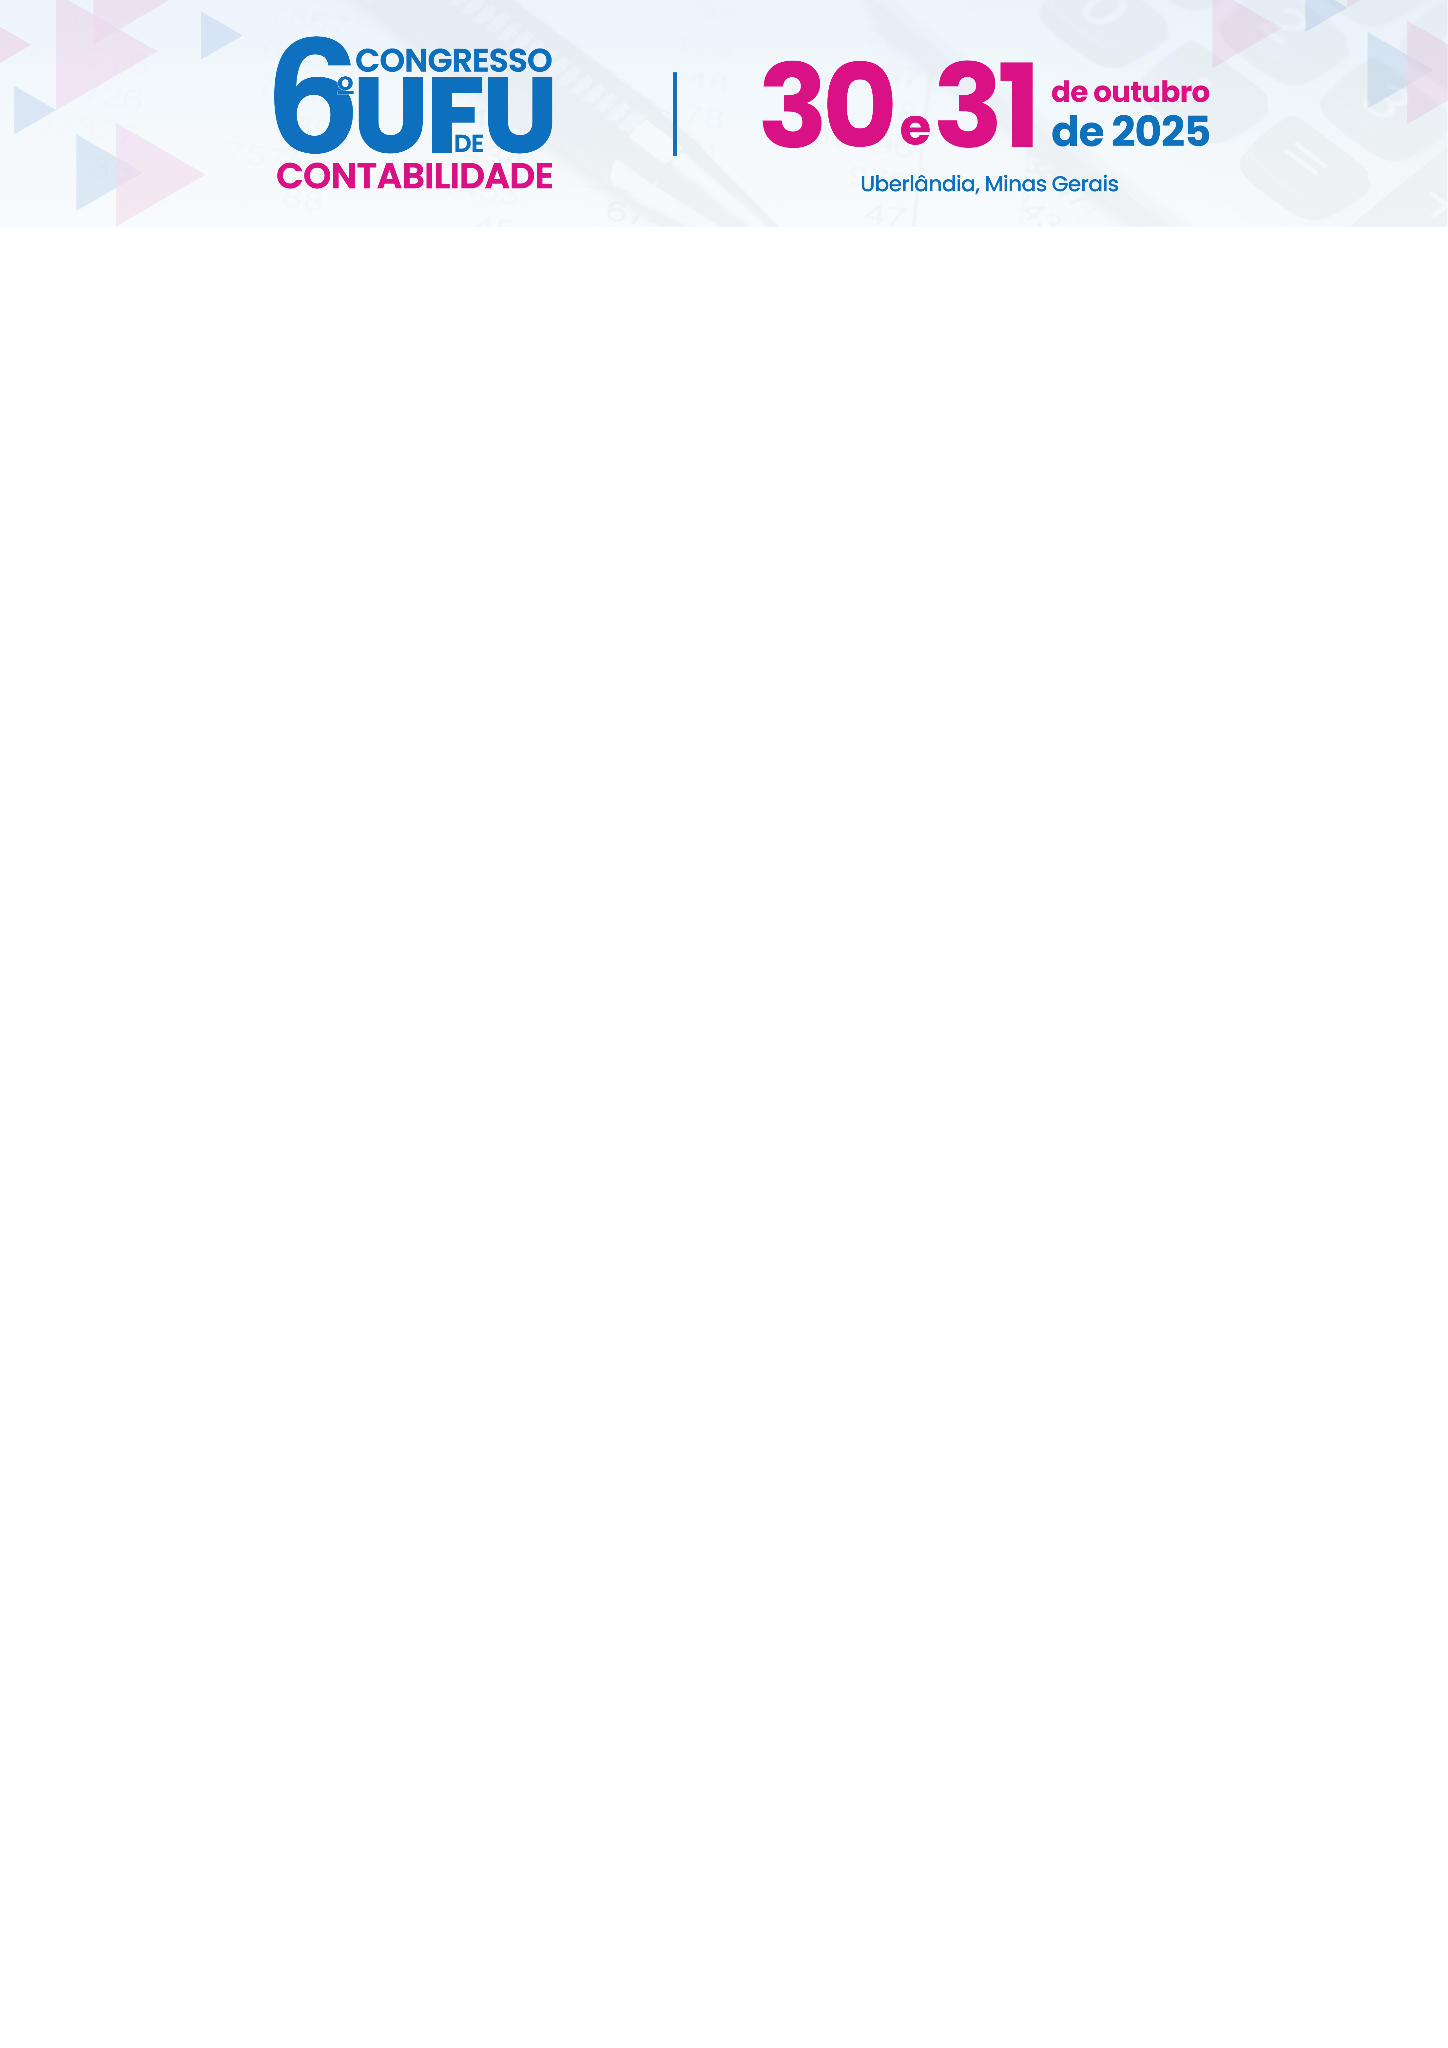 6º CONGRESSO
UFU
DE
CONTABILIDADE
30 e 31
de outubro
de 2025
Uberlândia, Minas Gerais